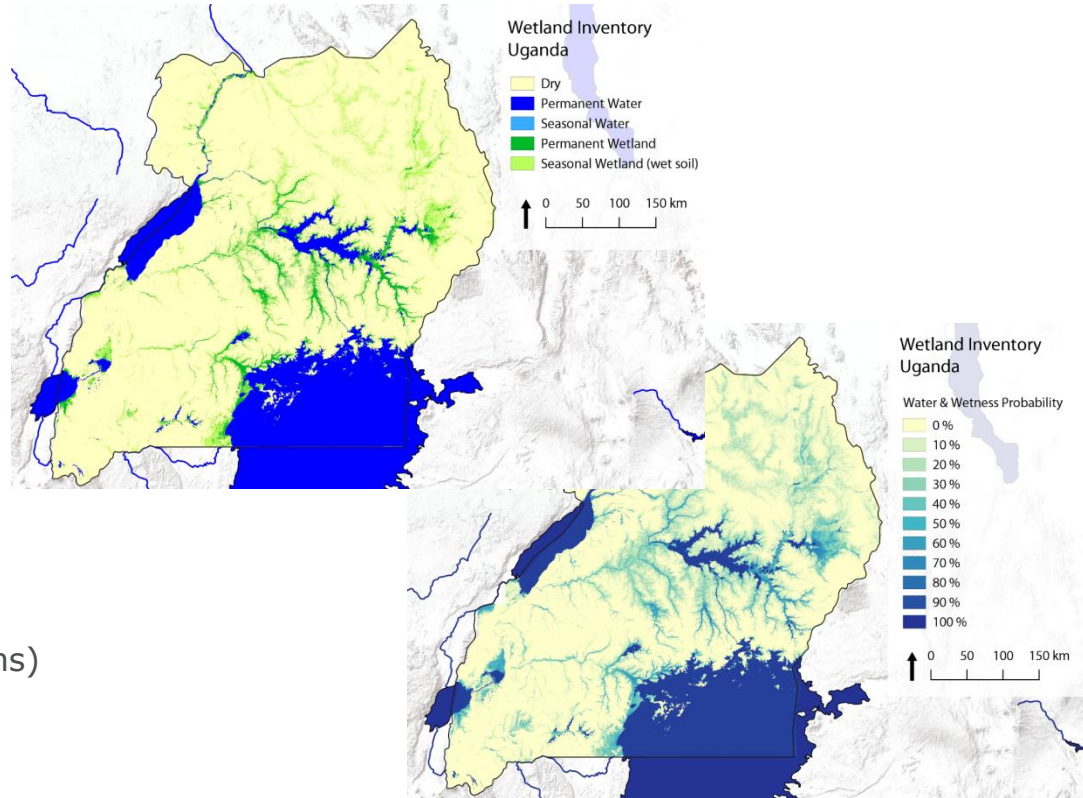 Wetland Inventory
Uganda
Dry
Permanent Water
Seasonal Water
Permanent Wetland
Seasonal Wetland (wet soil)
0 50 100 150 km
Wetland Inventory
Uganda
Water & Wetness Probability
0 %
10 %
20 %
30 %
40 %
50 %
60 %
70 %
80 %
90 %
100 %
0 50 100 150 km
ns)